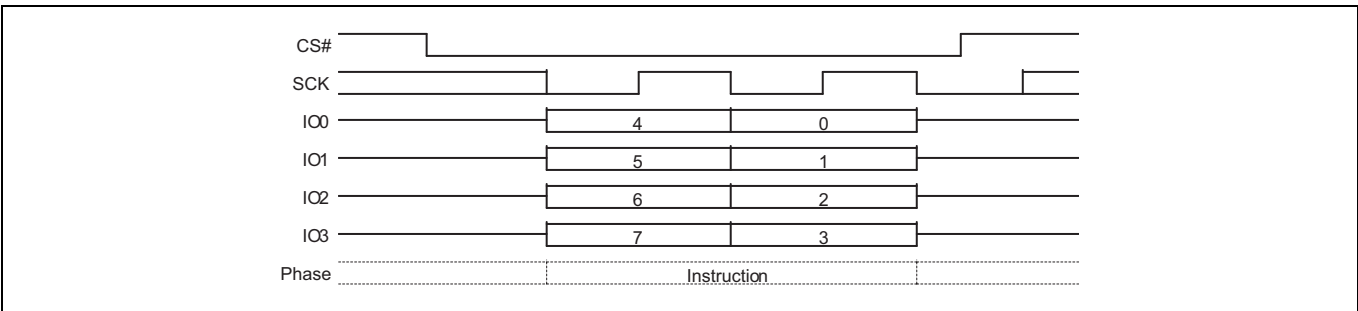 CS#
SCK
IO0 4 0
IO1 5 1
IO2 6 2
IO3 7 3
Phase Instruction